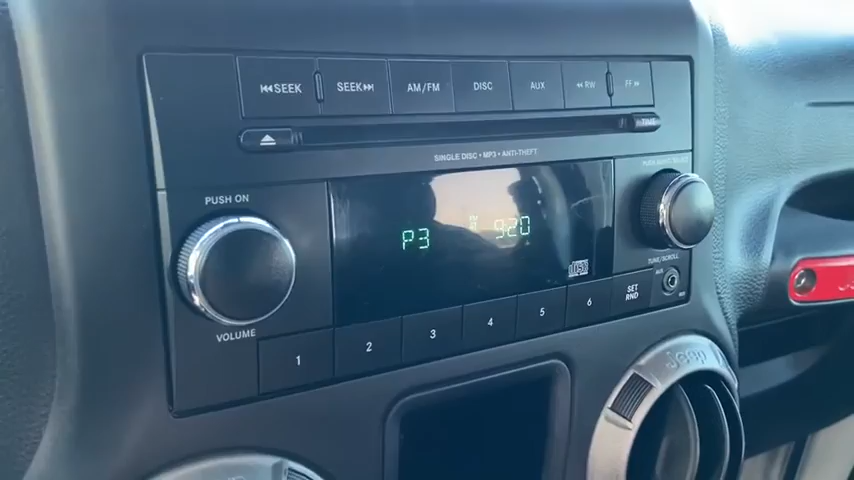 SEEK SEEK AM/FM DISC AUX RW FF
TIME
SINGLE DISC • MP3 • ANTI-THEFT
PUSH ON
P3 920
VOLUME
TUNE/SCROLL
AUX
1 2 3 4 5 6 SET RND
Jeep